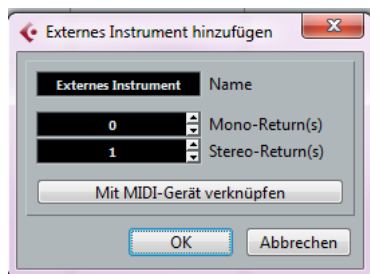 Externes Instrument hinzufügen
Externes Instrument Name
0 Mono-Return(s)
1 Stereo-Return(s)
Mit MIDI-Gerät verknüpfen
OK Abbrechen